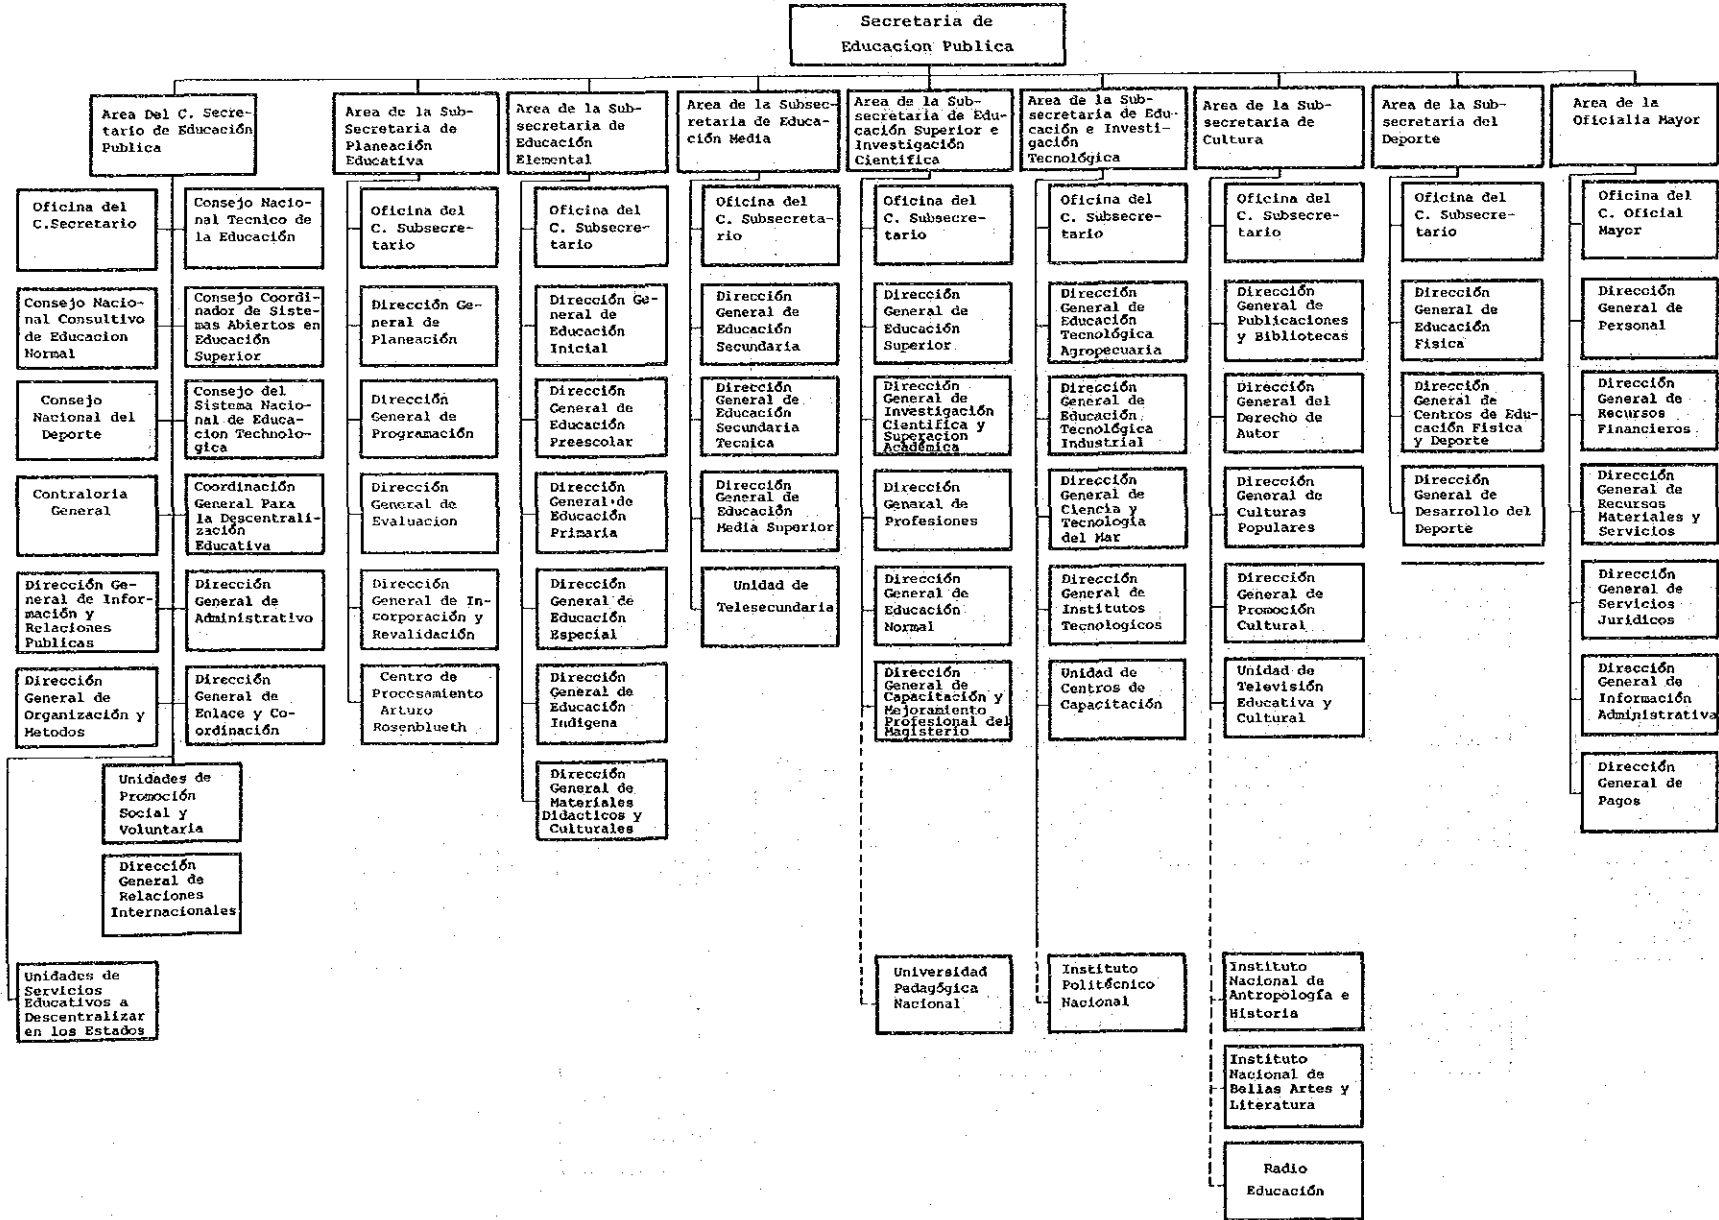 Secretaria de
Educacion Publica
Area Del C. Secre-
tario de Educación
Publica
Area de la Sub-
Secretaria de
Planeación
Educativa
Area de la Sub-
secretaria de
Educación
Elemental
Area de la Subsec-
retaria de Educa-
ción Media
Area de la Sub-
secretaria de Edu-
cación Superior e
Investigación
Cientifica
Area de la Sub-
secretaria de Edu-
cación e Investi-
gación
Tecnológica
Area de la Sub-
secretaria de
Cultura
Area de la Sub-
secretaria del
Deporte
Area de la
Oficialia Mayor
Oficina del
C.Secretario
Consejo Nacio-
nal Tecnico de
la Educación
Consejo Nacio-
nal Consultivo
de Educacion
Normal
Consejo Coordi-
nador de Siste-
mas Abiertos en
Educación
Superior
Consejo
Nacional del
Deporte
Consejo del
Sistema Nacio-
nal de Educa-
cion Technolo-
gica
Contraloria
General
Coordinación
General Para
la Descentrali-
zación
Educativa
Dirección Ge-
neral de Infor-
mación y
Relaciones
Publicas
Dirección
General de
Administrativo
Dirección
General de
Organización y
Metodos
Dirección
General de
Enlace y Co-
ordinación
Unidades de
Promoción
Social y
Voluntaria
Dirección
General de
Relaciones
Internacionales
Unidades de
Servicios
Educativos a
Descentralizar
en los Estados
Oficina del
C. Subsecre-
tario
Dirección Ge-
neral de
Planeación
Dirección
General de
Programación
Dirección
General de
Evaluacion
Dirección
General de In-
corporación y
Revalidación
Centro de
Procesamiento
Arturo
Rosenblueth
Oficina del
C. Subsecre-
tario
Dirección Ge-
neral de
Educación
Inicial
Dirección
General de
Educación
Preescolar
Dirección
General de
Educación
Primaria
Dirección
General de
Educación
Especial
Dirección
General de
Educación
Indigena
Dirección
General de
Materiales
Didacticos y
Culturales
Oficina del
C. Subsecreta-
rio
Dirección
General de
Educación
Secundaria
Dirección
General de
Educación
Secundaria
Tecnica
Dirección
General de
Educación
Media Superior
Unidad de
Telesecundaria
Oficina del
C. Subsecre-
tario
Dirección
General de
Educación
Superior
Dirección
General de
Investigación
Cientifica y
Superacion
Académica
Dirección
General de
Profesiones
Dirección
General de
Educación
Normal
Dirección
General de
Capacitación y
Mejoramiento
Profesional del
Magisterio
Universidad
Pedagógica
Nacional
Oficina del
C. Subsecre-
tario
Dirección
General de
Educación
Tecnológica
Agropecuaria
Dirección
General de
Educación
Tecnológica
Industrial
Dirección
General de
Ciencia y
Tecnologia
del Mar
Dirección
General de
Institutos
Tecnologicos
Unidad de
Centros de
Capacitación
Instituto
Politécnico
Nacional
Oficina del
C. Subsecre-
tario
Dirección
General de
Publicaciones
y Bibliotecas
Dirección
General del
Derecho de
Autor
Dirección
General de
Culturas
Populares
Dirección
General de
Promoción
Cultural
Unidad de
Televisión
Educativa y
Cultural
Instituto
Nacional de
Antropología e
Historia
Instituto
Nacional de
Bellas Artes y
Literatura
Radio
Educación
Oficina del
C. Subsecre-
tario
Dirección
General de
Educación
Fisica
Dirección
General de
Centros de Edu-
cación Fisica
y Deporte
Dirección
General de
Desarrollo del
Deporte
Oficina del
C. Oficial
Mayor
Dirección
General de
Personal
Dirección
General de
Recursos
Financieros
Dirección
General de
Recursos
Materiales y
Servicios
Dirección
General de
Servicios
Jurídicos
Dirección
General de
Información
Administrativa
Dirección
General de
Pagos